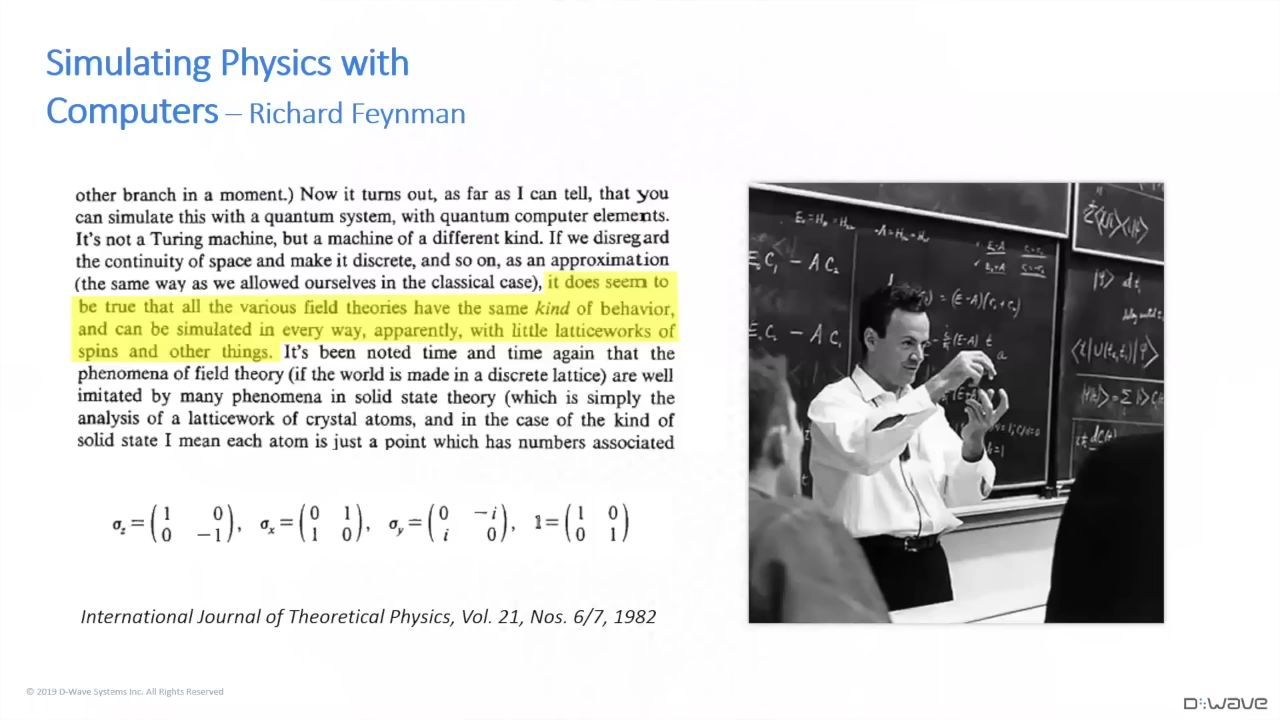 Simulating Physics with
Computers – Richard Feynman
other branch in a moment.) Now it turns out, as far as I can tell, that you
can simulate this with a quantum system, with quantum computer elements.
It's not a Turing machine, but a machine of a different kind. If we disregard
the continuity of space and make it discrete, and so on, as an approximation
(the same way as we allowed ourselves in the classical case), it does seem to
be true that all the various field theories have the same kind of behavior,
and can be simulated in every way, apparently, with little latticeworks of
spins and other things. It's been noted time and time again that the
phenomena of field theory (if the world is made in a discrete lattice) are well
imitated by many phenomena in solid state theory (which is simply the
analysis of a latticework of crystal atoms, and in the case of the kind of
solid state I mean each atom is just a point which has numbers associated
σz = (1 0
0 −1), σx = (0 1
1 0), σy = (0 −i
i 0), 1 = (1 0
0 1)
International Journal of Theoretical Physics, Vol. 21, Nos. 6/7, 1982
© 2019 D-Wave Systems Inc. All Rights Reserved
D:wave